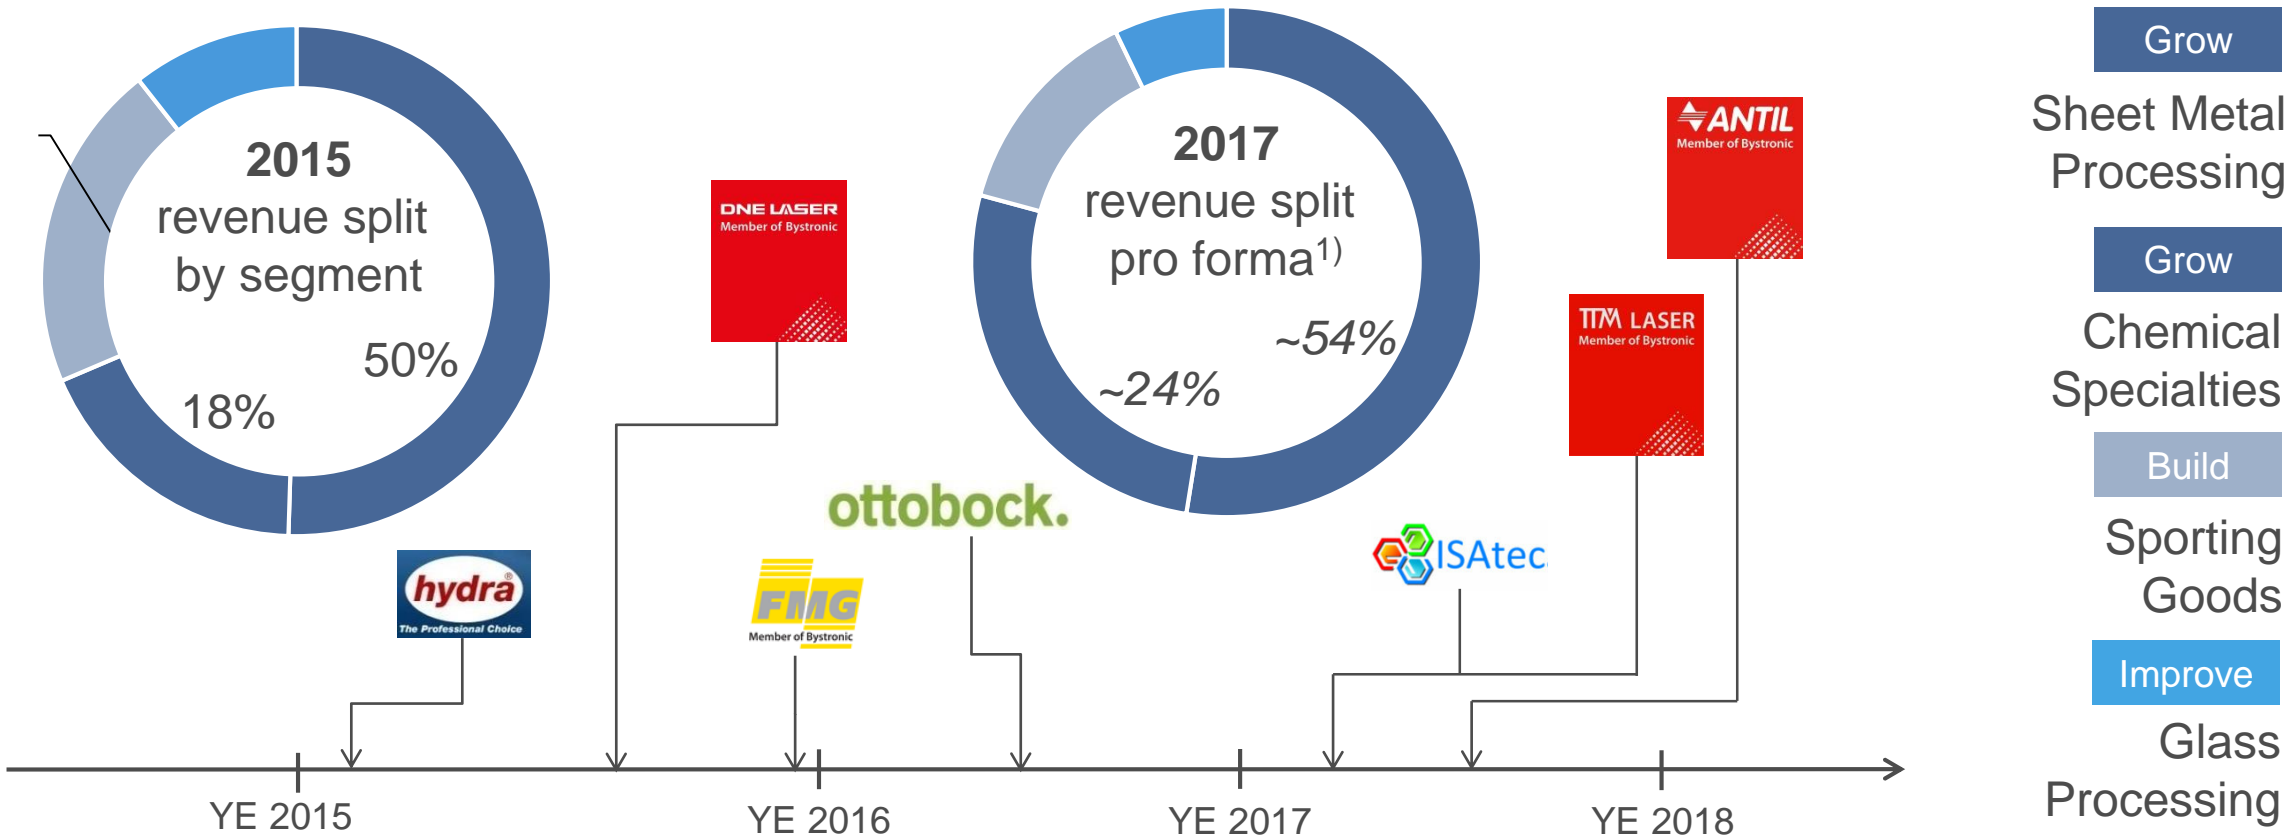 2015
revenue split
by segment
50%
18%
2017
revenue split
pro forma1)
~54%
~24%
DNE LASER
Member of Bystronic
ANTIL
Member of Bystronic
TTM LASER
Member of Bystronic
hydra®
The Professional Choice
FMG
Member of Bystronic
ottobock.
ISAtec
YE 2015
YE 2016
YE 2017
YE 2018
Grow
Sheet Metal
Processing
Grow
Chemical
Specialties
Build
Sporting
Goods
Improve
Glass
Processing